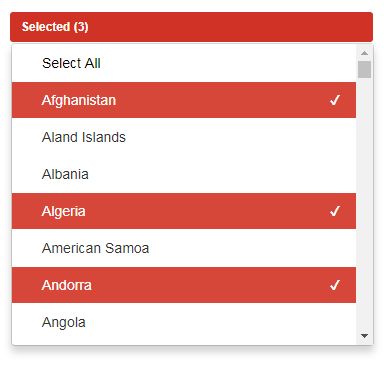 Selected (3)
Select All
Afghanistan
Aland Islands
Albania
Algeria
American Samoa
Andorra
Angola